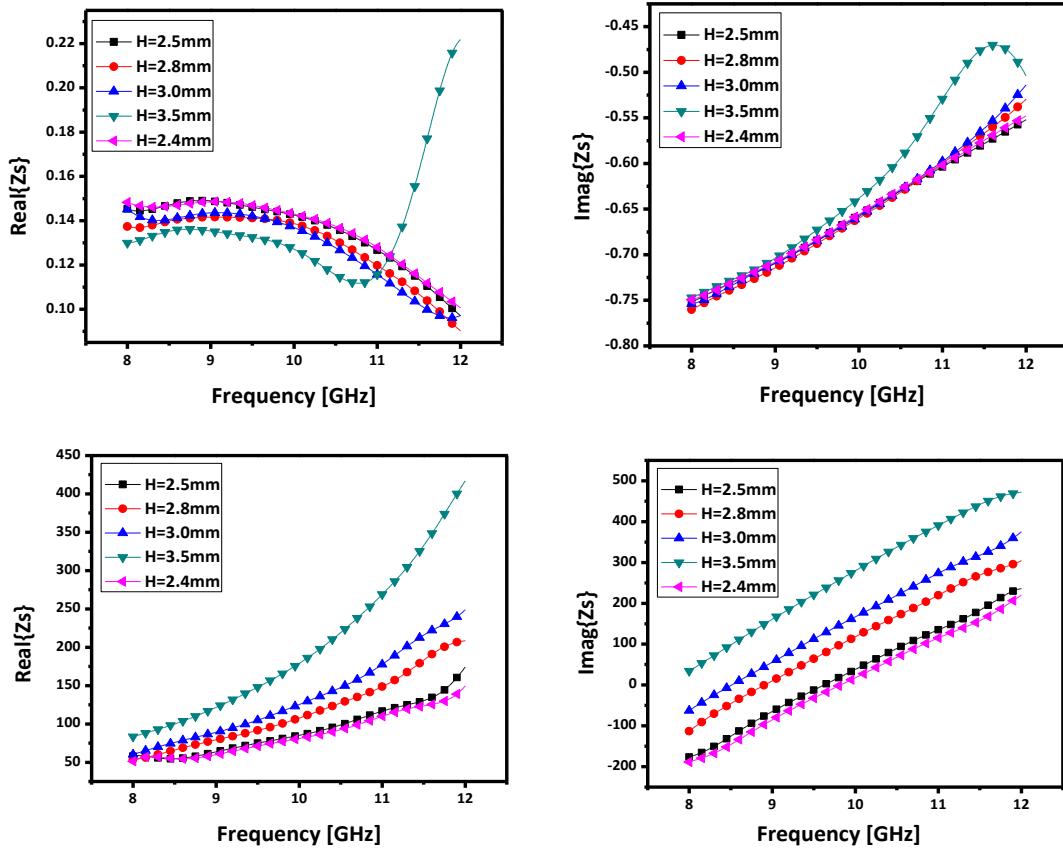 0.22
0.20
0.18
0.16
0.14
0.12
0.10
Real{Zs}
H=2.5mm
H=2.8mm
H=3.0mm
H=3.5mm
H=2.4mm
8 9 10 11 12
Frequency [GHz]
-0.45
-0.50
-0.55
-0.60
-0.65
-0.70
-0.75
-0.80
Imag{Zs}
H=2.5mm
H=2.8mm
H=3.0mm
H=3.5mm
H=2.4mm
8 9 10 11 12
Frequency [GHz]
450
400
350
300
250
200
150
100
50
Real{Zs}
H=2.5mm
H=2.8mm
H=3.0mm
H=3.5mm
H=2.4mm
8 9 10 11 12
Frequency [GHz]
500
400
300
200
100
0
-100
-200
Imag{Zs}
H=2.5mm
H=2.8mm
H=3.0mm
H=3.5mm
H=2.4mm
8 9 10 11 12
Frequency [GHz]